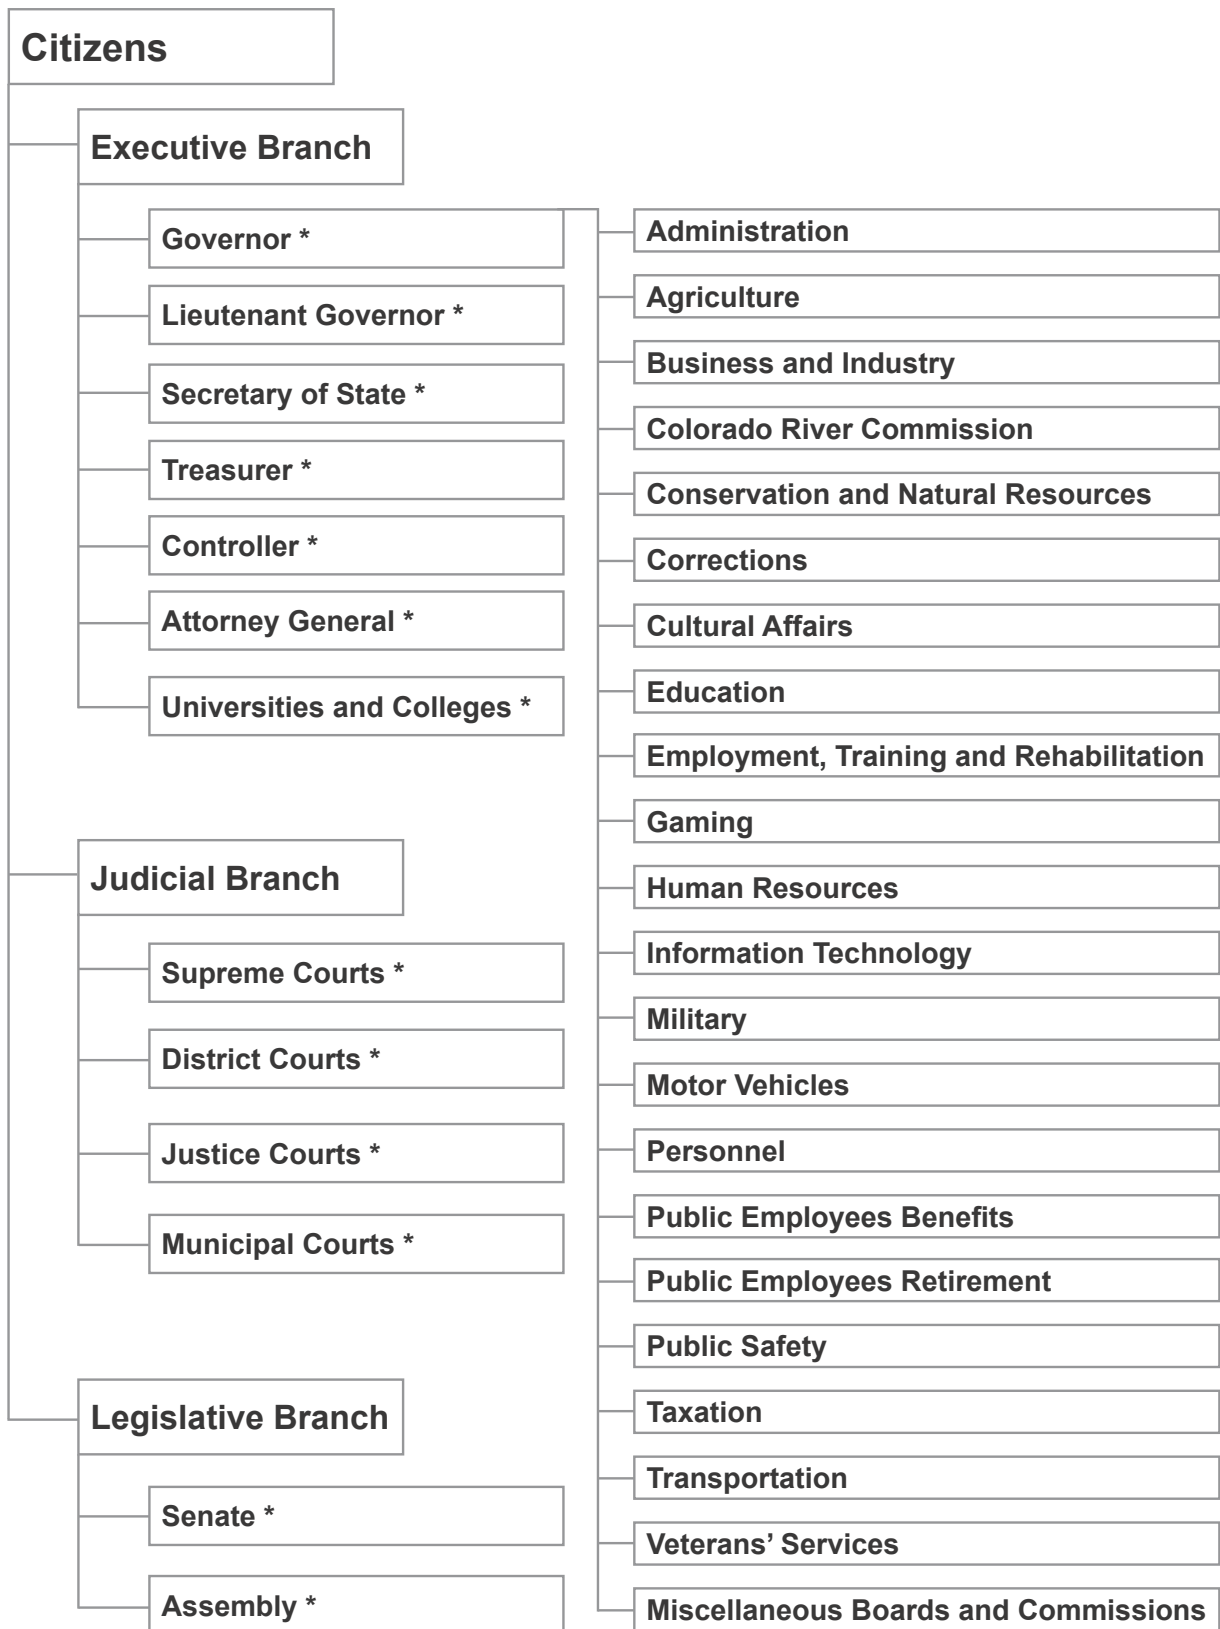 Citizens
Executive Branch
Governor *
Lieutenant Governor *
Secretary of State *
Treasurer *
Controller *
Attorney General *
Universities and Colleges *
Judicial Branch
Supreme Courts *
District Courts *
Justice Courts *
Municipal Courts *
Legislative Branch
Senate *
Assembly *
Administration
Agriculture
Business and Industry
Colorado River Commission
Conservation and Natural Resources
Corrections
Cultural Affairs
Education
Employment, Training and Rehabilitation
Gaming
Human Resources
Information Technology
Military
Motor Vehicles
Personnel
Public Employees Benefits
Public Employees Retirement
Public Safety
Taxation
Transportation
Veterans’ Services
Miscellaneous Boards and Commissions